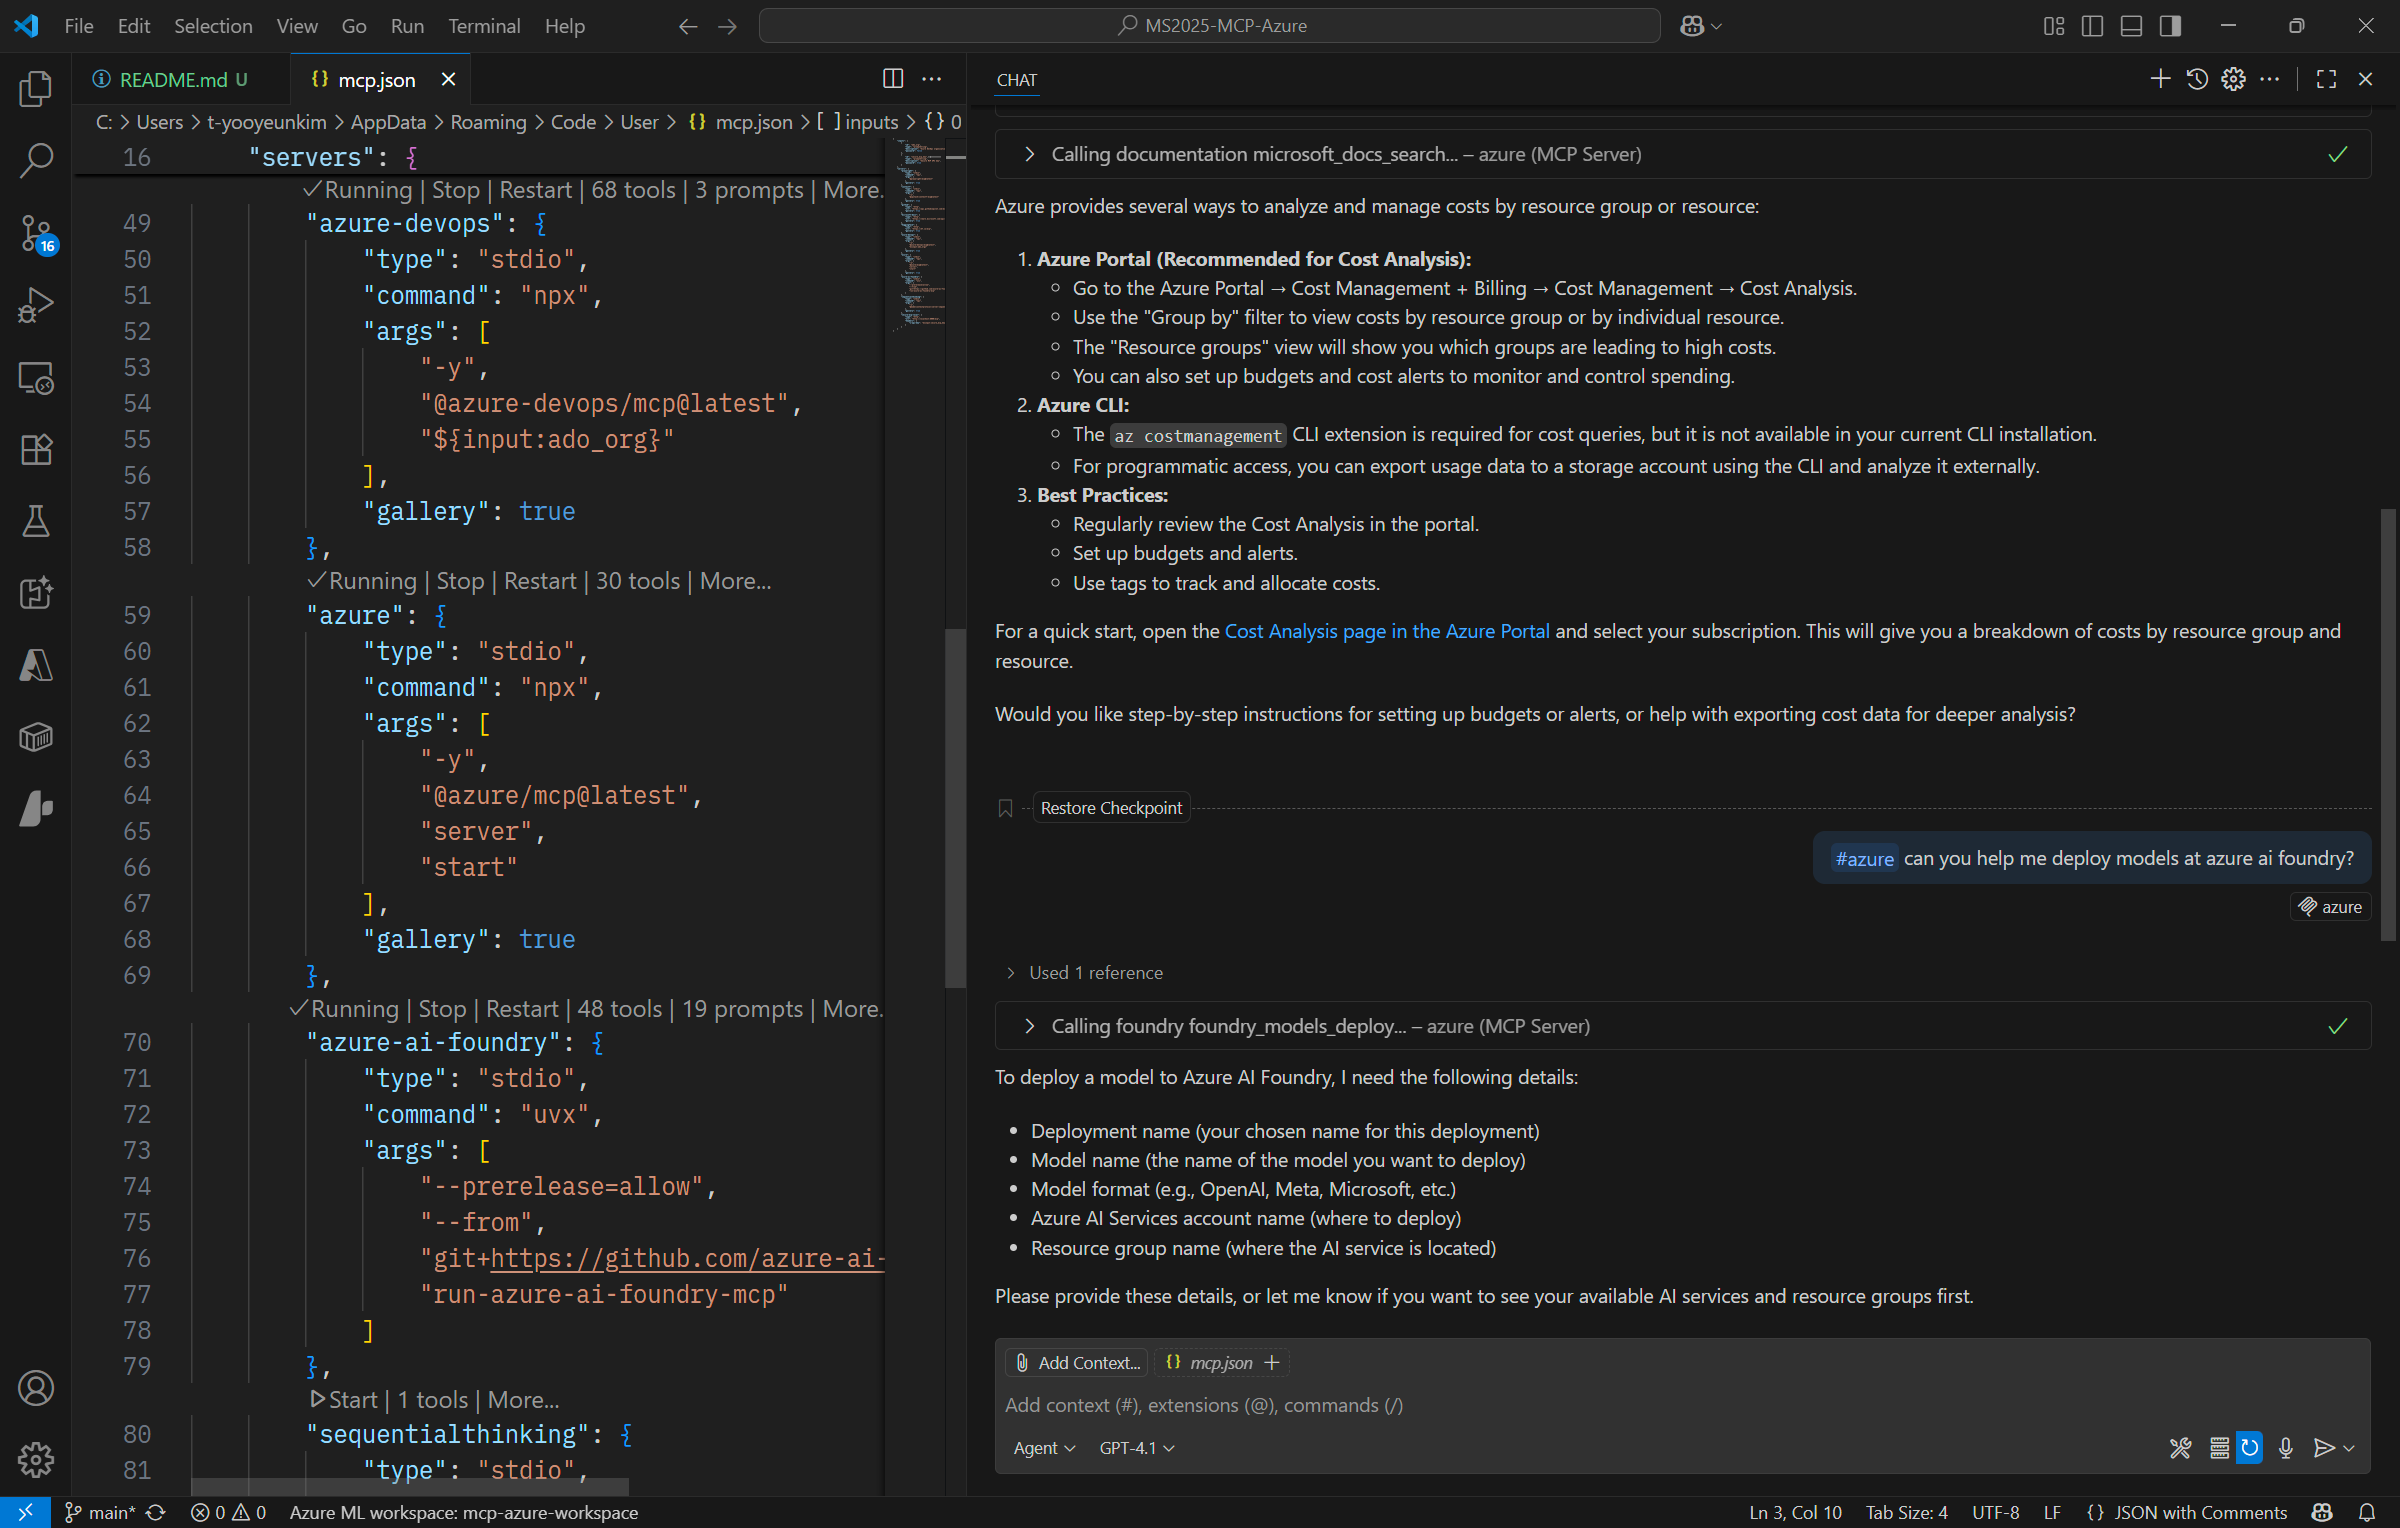 File Edit Selection View Go Run Terminal Help
MS2025-MCP-Azure
README.md U
mcp.json
C: > Users > t-yooyeunkim > AppData > Roaming > Code > User > {} mcp.json > [ ] inputs > {} 0
16 "servers": {
✓Running | Stop | Restart | 68 tools | 3 prompts | More.
49 "azure-devops": {
50 "type": "stdio",
51 "command": "npx",
52 "args": [
53 "-y",
54 "@azure-devops/mcp@latest",
55 "${input:ado_org}"
56 ],
57 "gallery": true
58 },
✓Running | Stop | Restart | 30 tools | More...
59 "azure": {
60 "type": "stdio",
61 "command": "npx",
62 "args": [
63 "-y",
64 "@azure/mcp@latest",
65 "server",
66 "start"
67 ],
68 "gallery": true
69 },
✓Running | Stop | Restart | 48 tools | 19 prompts | More.
70 "azure-ai-foundry": {
71 "type": "stdio",
72 "command": "uvx",
73 "args": [
74 "--prerelease=allow",
75 "--from",
76 "git+https://github.com/azure-ai-
77 "run-azure-ai-foundry-mcp"
78 ]
79 },
▷Start | 1 tools | More...
80 "sequentialthinking": {
81 "type": "stdio",
16
CHAT
Calling documentation microsoft_docs_search... – azure (MCP Server)
Azure provides several ways to analyze and manage costs by resource group or resource:
1. Azure Portal (Recommended for Cost Analysis):
Go to the Azure Portal → Cost Management + Billing → Cost Management → Cost Analysis.
Use the "Group by" filter to view costs by resource group or by individual resource.
The "Resource groups" view will show you which groups are leading to high costs.
You can also set up budgets and cost alerts to monitor and control spending.
2. Azure CLI:
The az costmanagement CLI extension is required for cost queries, but it is not available in your current CLI installation.
For programmatic access, you can export usage data to a storage account using the CLI and analyze it externally.
3. Best Practices:
Regularly review the Cost Analysis in the portal.
Set up budgets and alerts.
Use tags to track and allocate costs.
For a quick start, open the Cost Analysis page in the Azure Portal and select your subscription. This will give you a breakdown of costs by resource group and
resource.
Would you like step-by-step instructions for setting up budgets or alerts, or help with exporting cost data for deeper analysis?
Restore Checkpoint
#azure can you help me deploy models at azure ai foundry?
azure
Used 1 reference
Calling foundry foundry_models_deploy... – azure (MCP Server)
To deploy a model to Azure AI Foundry, I need the following details:
• Deployment name (your chosen name for this deployment)
• Model name (the name of the model you want to deploy)
• Model format (e.g., OpenAI, Meta, Microsoft, etc.)
• Azure AI Services account name (where to deploy)
• Resource group name (where the AI service is located)
Please provide these details, or let me know if you want to see your available AI services and resource groups first.
Add Context... {} mcp.json +
Add context (#), extensions (@), commands (/)
Agent GPT-4.1
main* 0 0 Azure ML workspace: mcp-azure-workspace
Ln 3, Col 10 Tab Size: 4 UTF-8 LF {} JSON with Comments